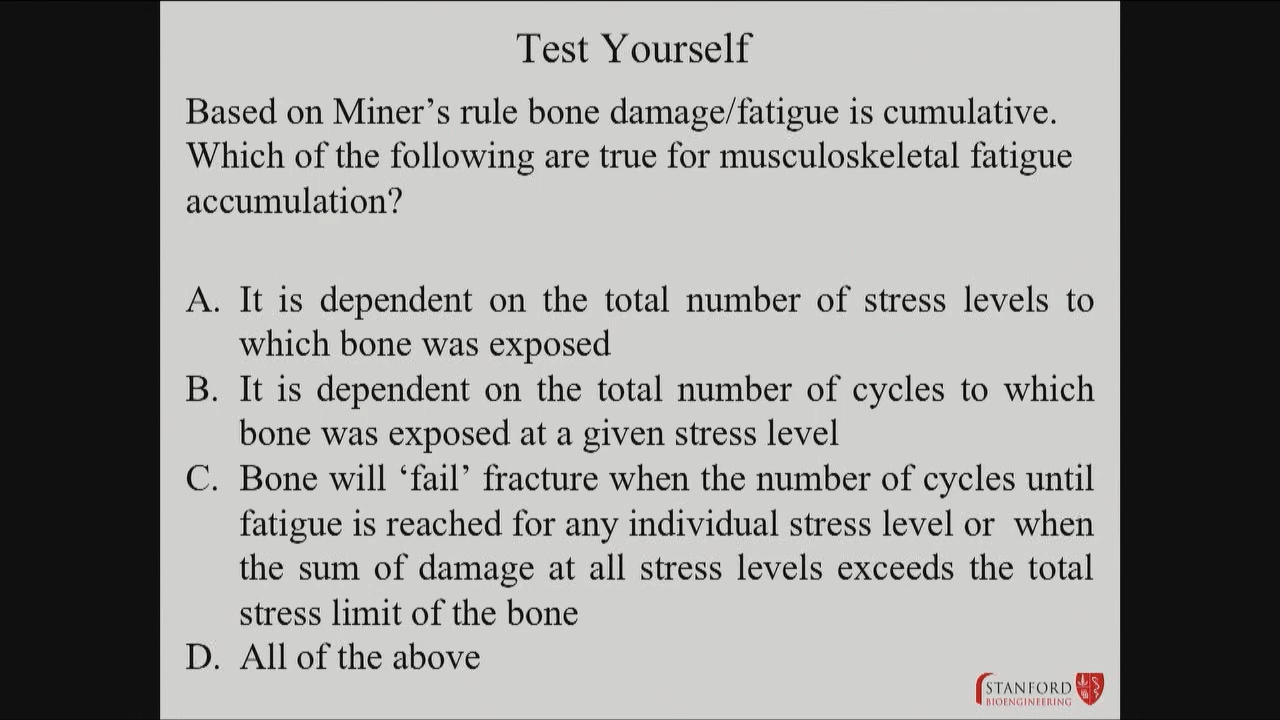 Test Yourself
Based on Miner’s rule bone damage/fatigue is cumulative.
Which of the following are true for musculoskeletal fatigue
accumulation?
A. It is dependent on the total number of stress levels to
which bone was exposed
B. It is dependent on the total number of cycles to which
bone was exposed at a given stress level
C. Bone will ‘fail’ fracture when the number of cycles until
fatigue is reached for any individual stress level or when
the sum of damage at all stress levels exceeds the total
stress limit of the bone
D. All of the above
STANFORD
BIOENGINEERING